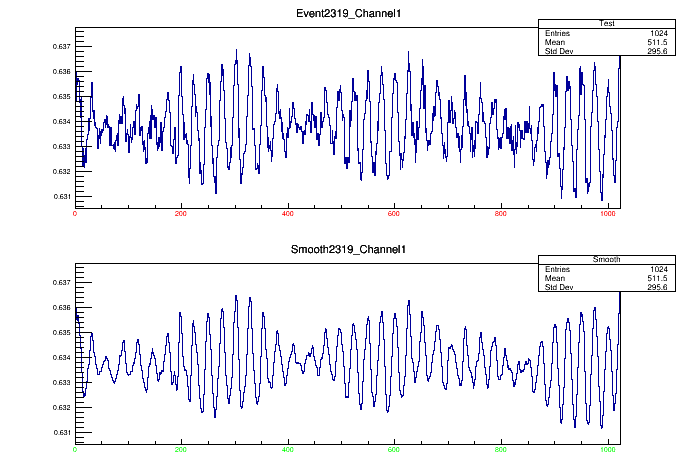 Event2319_Channel1
Test
Entries 1024
Mean 511.5
Std Dev 295.6
0.637
0.636
0.635
0.634
0.633
0.632
0.631
0 200 400 600 800 1000
Smooth2319_Channel1
Smooth
Entries 1024
Mean 511.5
Std Dev 295.6
0.637
0.636
0.635
0.634
0.633
0.632
0.631
0 200 400 600 800 1000